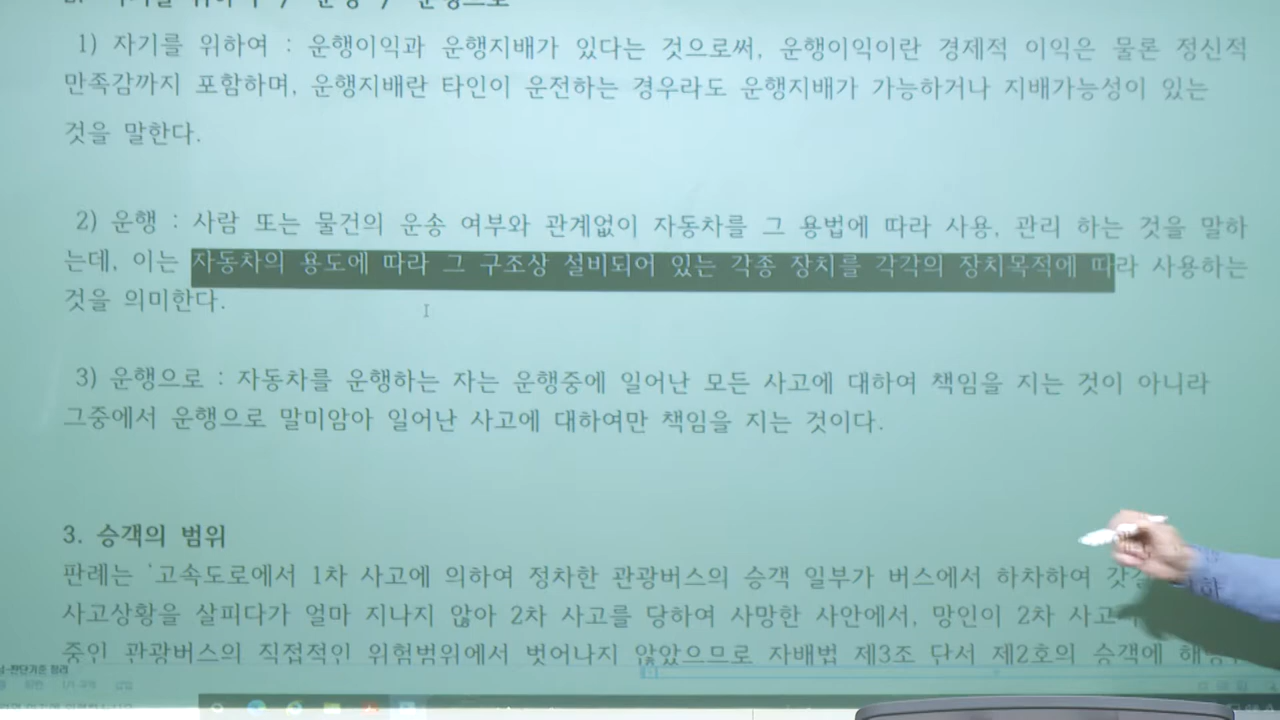 1) 자기를 위하여 : 운행이익과 운행지배가 있다는 것으로써, 운행이익이란 경제적 이익은 물론 정신적
만족감까지 포함하며, 운행지배란 타인이 운전하는 경우라도 운행지배가 가능하거나 지배가능성이 있는
것을 말한다.
2) 운행 : 사람 또는 물건의 운송 여부와 관계없이 자동차를 그 용법에 따라 사용, 관리 하는 것을 말하
는데, 이는 자동차의 용도에 따라 그 구조상 설비되어 있는 각종 장치를 각각의 장치목적에 따라 사용하는
것을 의미한다.
3) 운행으로 : 자동차를 운행하는 자는 운행중에 일어난 모든 사고에 대하여 책임을 지는 것이 아니라
그중에서 운행으로 말미암아 일어난 사고에 대하여만 책임을 지는 것이다.
3. 승객의 범위
판례는 '고속도로에서 1차 사고에 의하여 정차한 관광버스의 승객 일부가 버스에서 하차하여
사고상황을 살피다가 얼마 지나지 않아 2차 사고를 당하여 사망한 사안에서, 망인이 2차 사고
중인 관광버스의 직접적인 위험범위에서 벗어나지 않았으므로 자배법 제3조 단서 제2호의 승객에